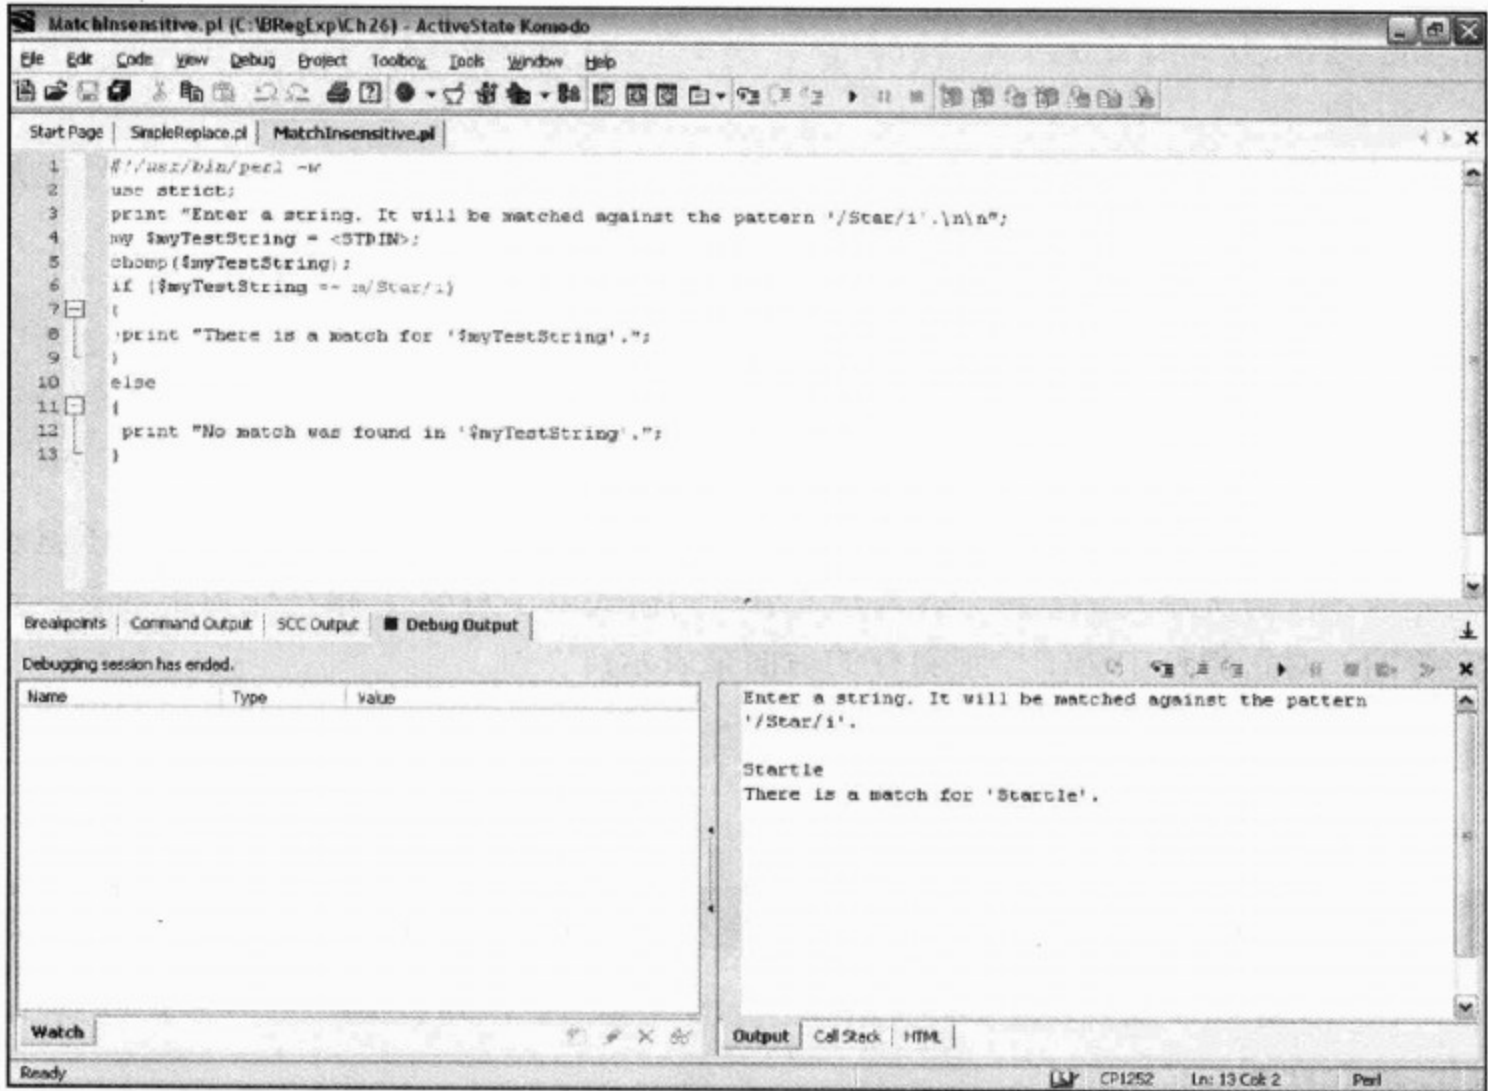 MatchInsensitive.pl (C:\BRegExp\Ch26) - ActiveState Komodo
File Edit Code View Debug Project Toolbox Tools Window Help
Start Page SimpleReplace.pl MatchInsensitive.pl
1 #!/usr/bin/perl -w
2 use strict;
3 print "Enter a string. It will be matched against the pattern '/Star/i'.\n\n";
4 my $myTestString = <STDIN>;
5 chomp($myTestString);
6 if ($myTestString =~ m/Star/i)
7 {
8 print "There is a match for '$myTestString'.";
9 }
10 else
11 {
12 print "No match was found in '$myTestString'.";
13 }
Breakpoints Command Output SCC Output Debug Output
Debugging session has ended.
Name Type Value
Enter a string. It will be matched against the pattern
'/Star/i'.
Startle
There is a match for 'Startle'.
Watch
Output Call Stack HTML
Ready CP1252 Ln: 13 Col: 2 Perl